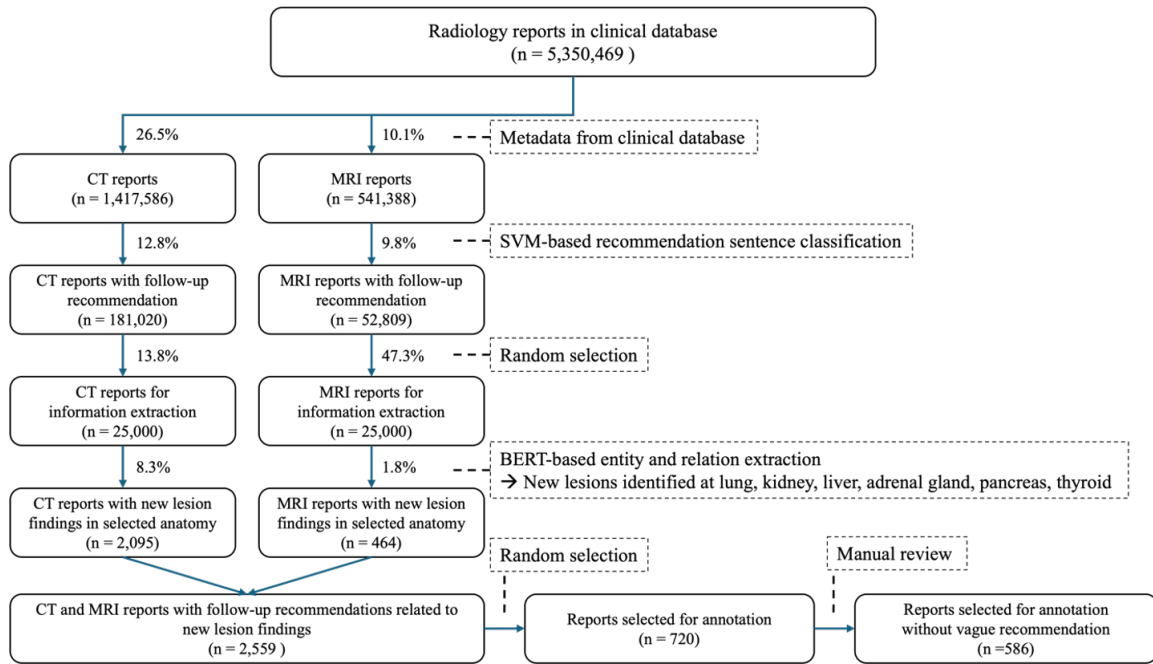 Radiology reports in clinical database
(n = 5,350,469 )
26.5%
10.1%
Metadata from clinical database
CT reports
(n = 1,417,586)
MRI reports
(n = 541,388)
12.8%
9.8%
SVM-based recommendation sentence classification
CT reports with follow-up
recommendation
(n = 181,020)
MRI reports with follow-up
recommendation
(n = 52,809)
13.8%
47.3%
Random selection
CT reports for
information extraction
(n = 25,000)
MRI reports for
information extraction
(n = 25,000)
8.3%
1.8%
BERT-based entity and relation extraction
→ New lesions identified at lung, kidney, liver, adrenal gland, pancreas, thyroid
CT reports with new lesion
findings in selected anatomy
(n = 2,095)
MRI reports with new lesion
findings in selected anatomy
(n = 464)
Random selection
Manual review
CT and MRI reports with follow-up recommendations related to
new lesion findings
(n = 2,559 )
Reports selected for annotation
(n = 720)
Reports selected for annotation
without vague recommendation
(n =586)